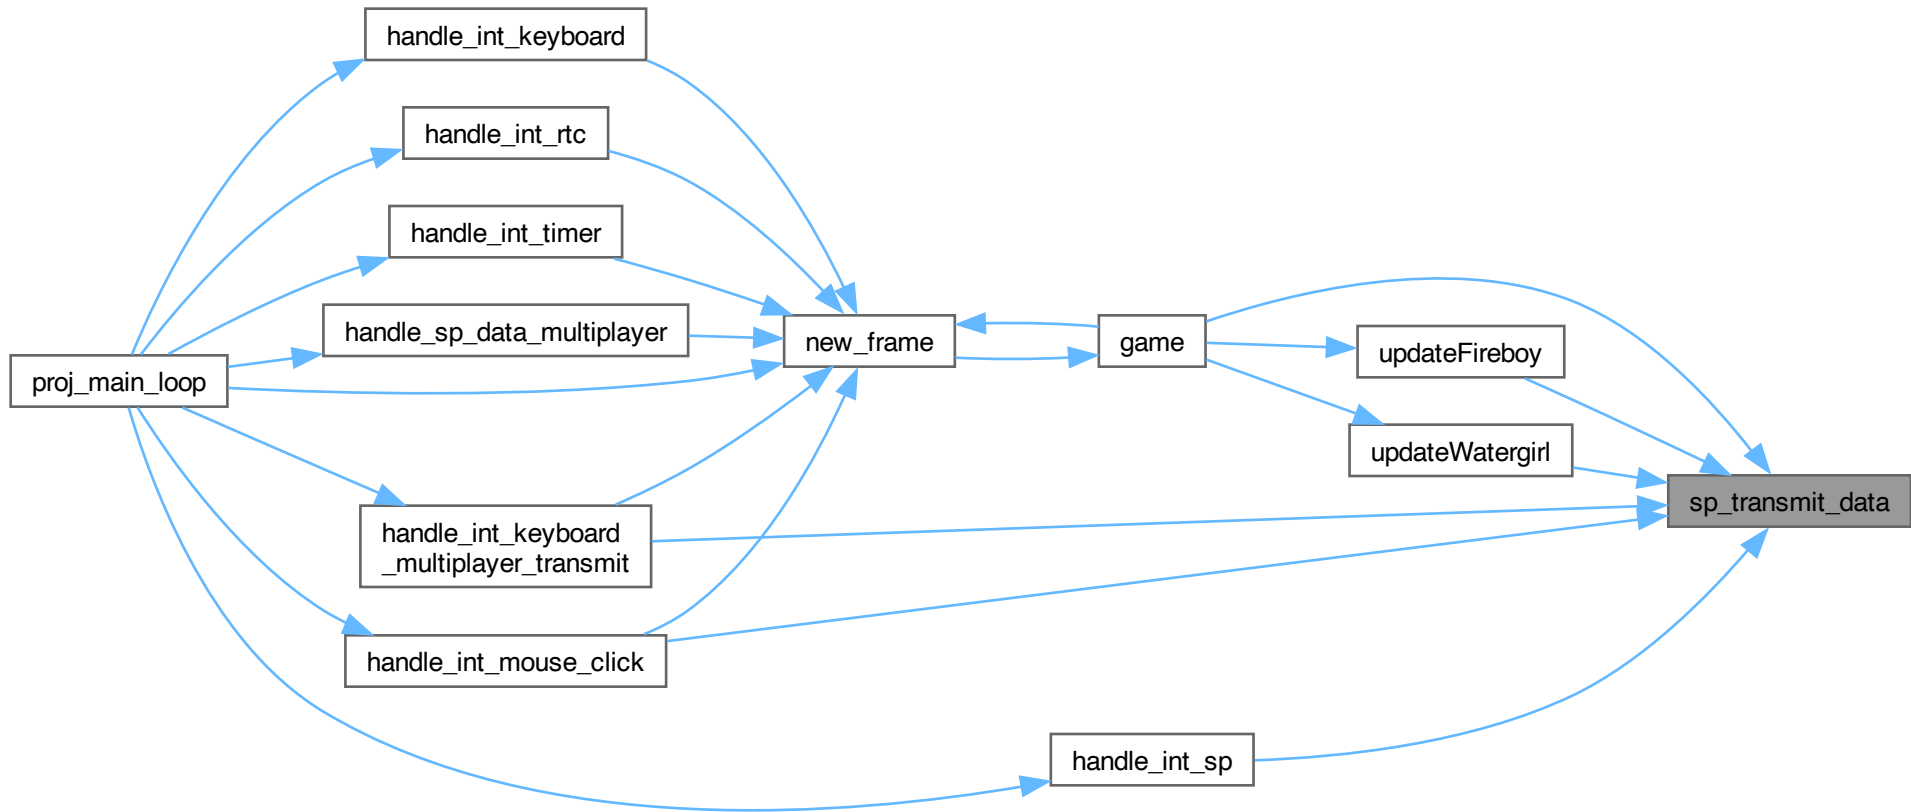 handle_int_keyboard
handle_int_rtc
handle_int_timer
handle_sp_data_multiplayer
proj_main_loop
new_frame
game
updateFireboy
updateWatergirl
sp_transmit_data
handle_int_keyboard
_multiplayer_transmit
handle_int_mouse_click
handle_int_sp